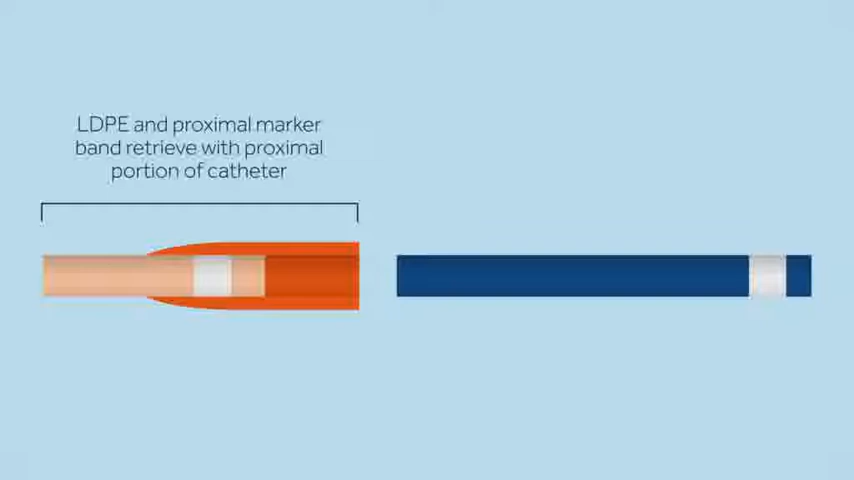 LDPE and proximal marker
band retrieve with proximal
portion of catheter